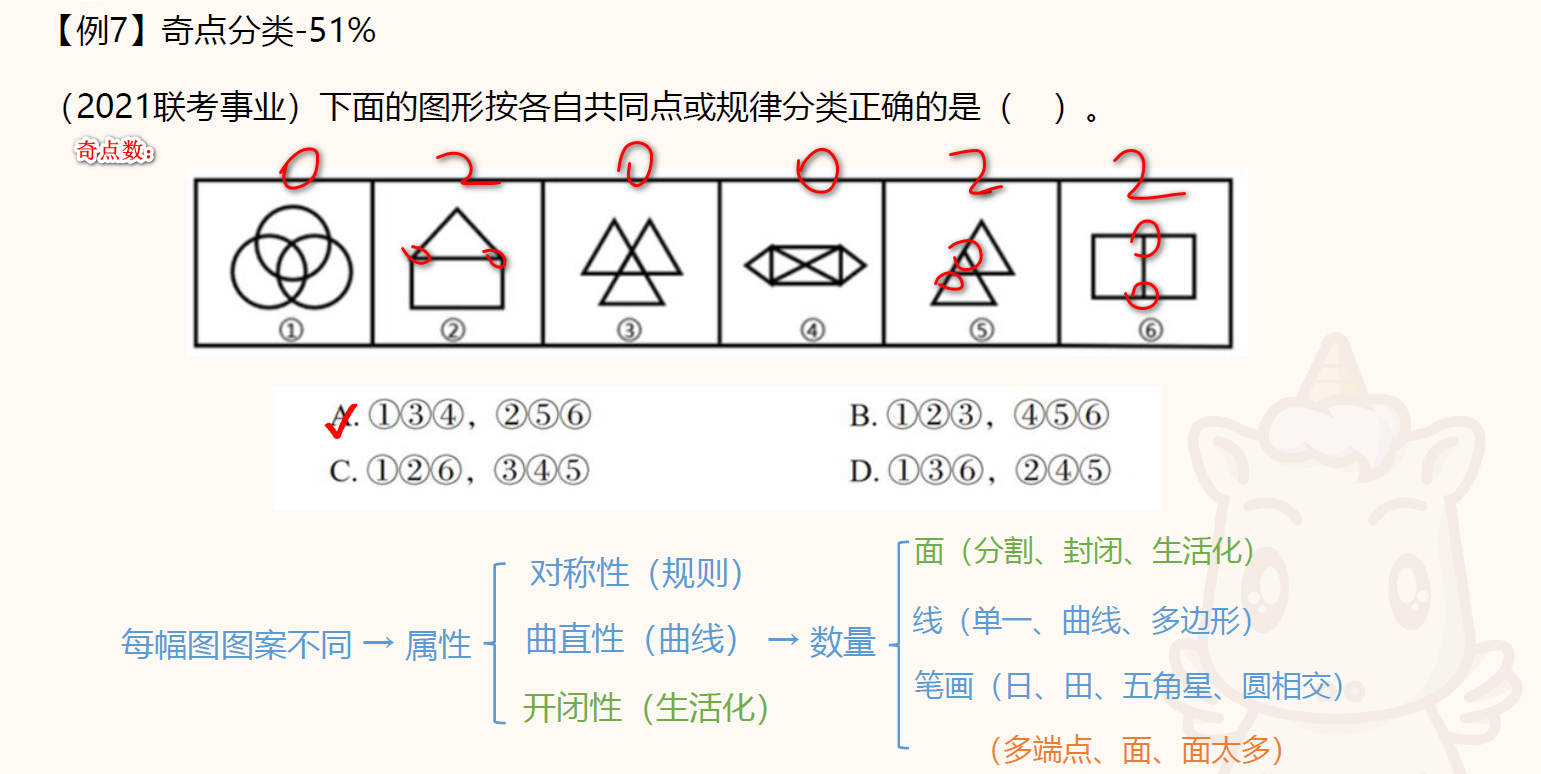 【例7】奇点分类-51%
（2021联考事业）下面的图形按各自共同点或规律分类正确的是（ ）。
奇点数：
0 2 0 0 2 2
① ② ③ ④ ⑤ ⑥
A. ①③④，②⑤⑥ B. ①②③，④⑤⑥
C. ①②⑥，③④⑤ D. ①③⑥，②④⑤
面（分割、封闭、生活化）
对称性（规则）
线（单一、曲线、多边形）
每幅图图案不同→属性 曲直性（曲线）→数量
笔画（日、田、五角星、圆相交）
开闭性（生活化）
（多端点、面、面太多）